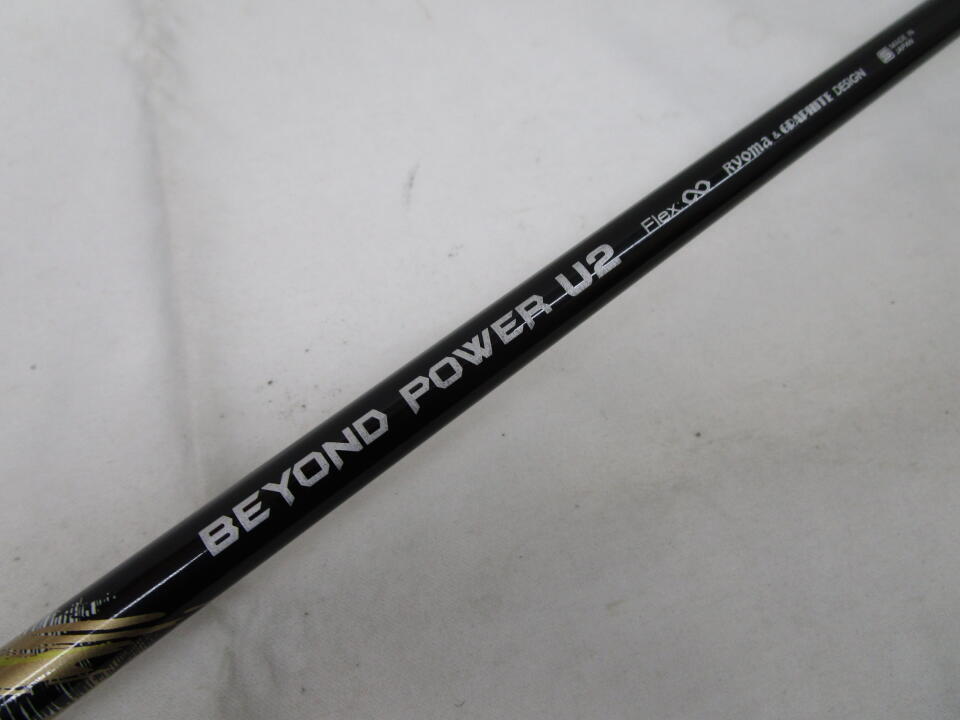 BEYOND POWER U2 Flex:∞ Ryoma & GRAPHITE DESIGN
MADE IN
JAPAN